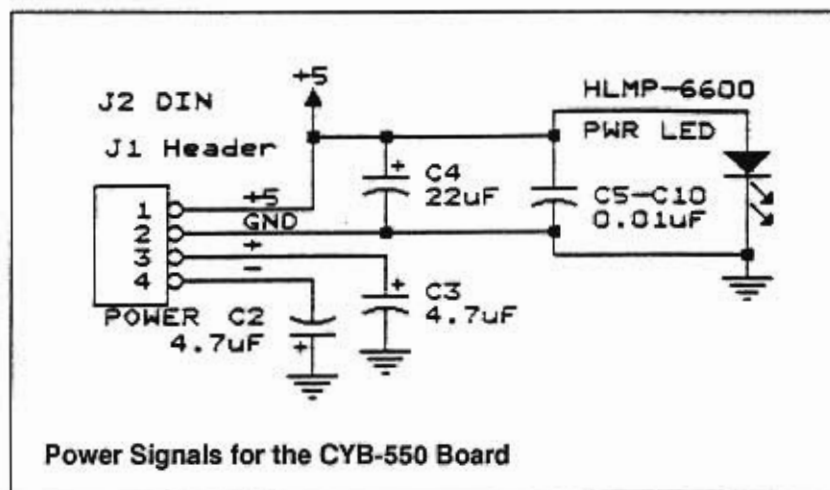 +5
J2 DIN
J1 Header
HLMP-6600
PWR LED
+
C4
22uF
C5-C10
0.01uF
1
+5
2
GND
3
+
4
-
POWER
C2
4.7uF
+
+
C3
4.7uF
Power Signals for the CYB-550 Board